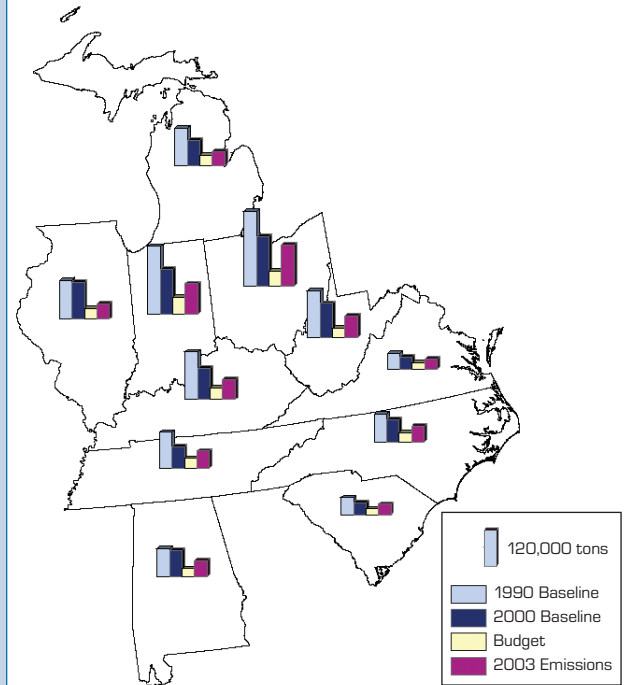 120,000 tons
1990 Baseline
2000 Baseline
Budget
2003 Emissions